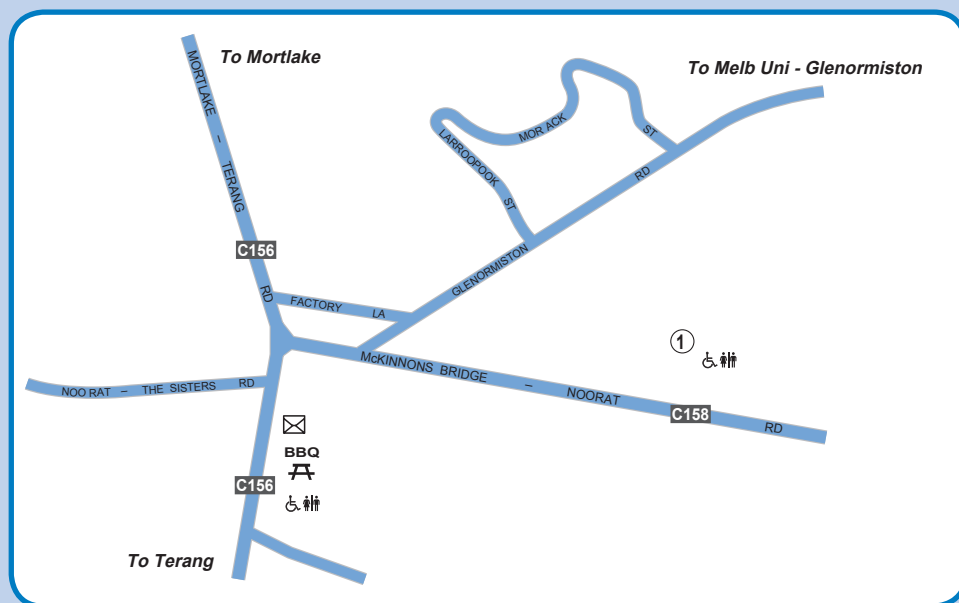 To Mortlake
To Melb Uni - Glenormiston
MORTLAKE – TERANG RD
MOR ACK ST
LARROOPOOK ST
GLENORMISTON RD
C156
FACTORY LA
1
McKINNONS BRIDGE – NOORAT RD
NOO RAT – THE SISTERS RD
C158
BBQ
C156
To Terang